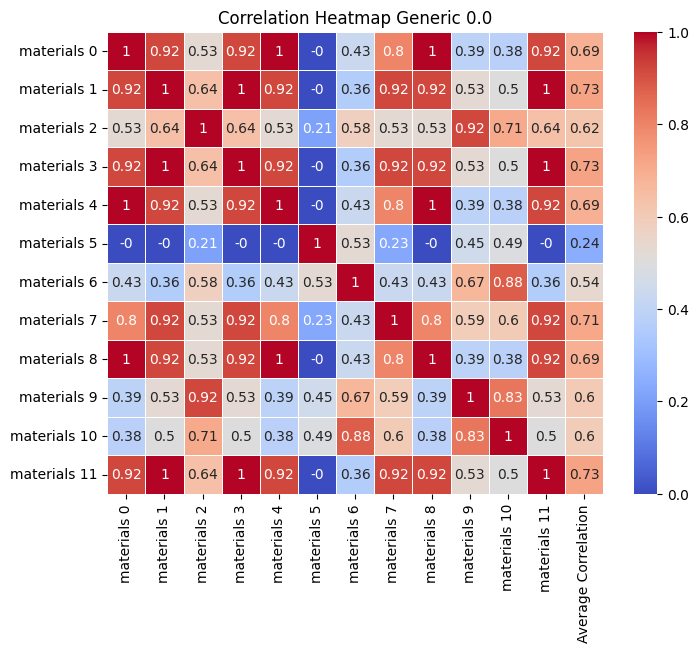 Correlation Heatmap Generic 0.0
materials 0 1 0.92 0.53 0.92 1 -0 0.43 0.8 1 0.39 0.38 0.92 0.69
materials 1 0.92 1 0.64 1 0.92 -0 0.36 0.92 0.92 0.53 0.5 1 0.73
materials 2 0.53 0.64 1 0.64 0.53 0.21 0.58 0.53 0.53 0.92 0.71 0.64 0.62
materials 3 0.92 1 0.64 1 0.92 -0 0.36 0.92 0.92 0.53 0.5 1 0.73
materials 4 1 0.92 0.53 0.92 1 -0 0.43 0.8 1 0.39 0.38 0.92 0.69
materials 5 -0 -0 0.21 -0 -0 1 0.53 0.23 -0 0.45 0.49 -0 0.24
materials 6 0.43 0.36 0.58 0.36 0.43 0.53 1 0.43 0.43 0.67 0.88 0.36 0.54
materials 7 0.8 0.92 0.53 0.92 0.8 0.23 0.43 1 0.8 0.59 0.6 0.92 0.71
materials 8 1 0.92 0.53 0.92 1 -0 0.43 0.8 1 0.39 0.38 0.92 0.69
materials 9 0.39 0.53 0.92 0.53 0.39 0.45 0.67 0.59 0.39 1 0.83 0.53 0.6
materials 10 0.38 0.5 0.71 0.5 0.38 0.49 0.88 0.6 0.38 0.83 1 0.5 0.6
materials 11 0.92 1 0.64 1 0.92 -0 0.36 0.92 0.92 0.53 0.5 1 0.73
materials 0
materials 1
materials 2
materials 3
materials 4
materials 5
materials 6
materials 7
materials 8
materials 9
materials 10
materials 11
Average Correlation
1.0
0.8
0.6
0.4
0.2
0.0